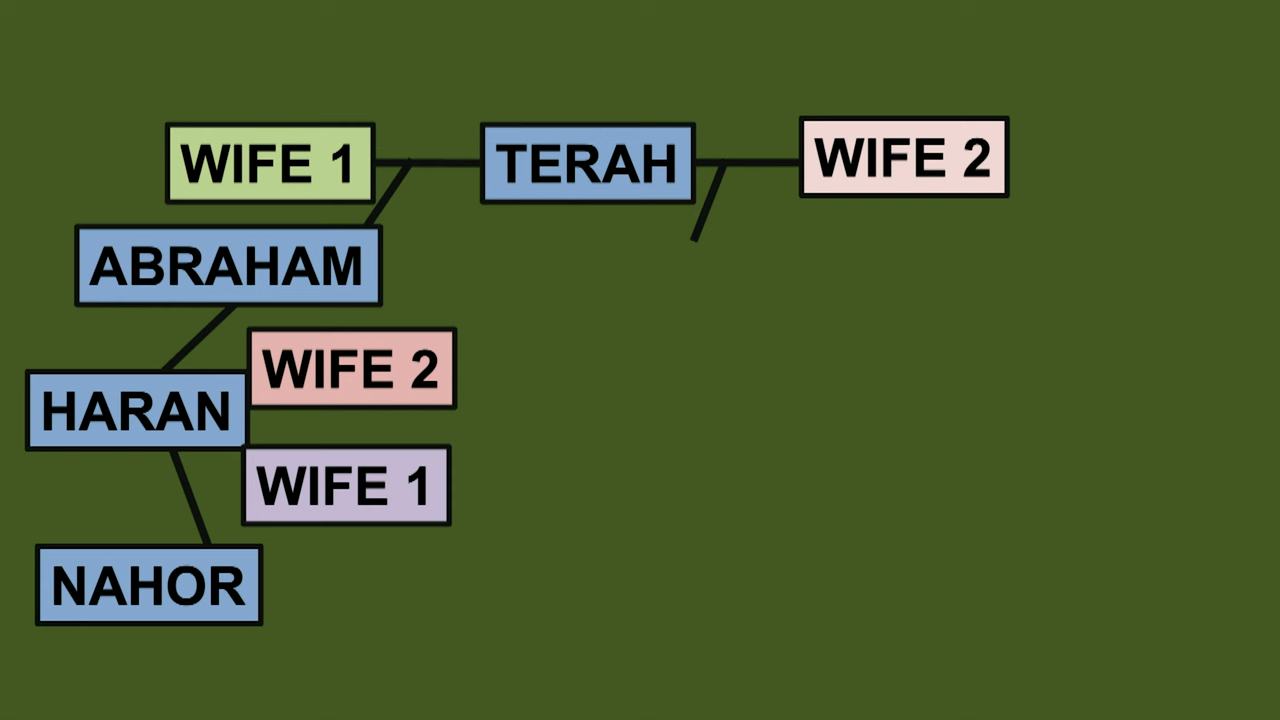 WIFE 1
TERAH
WIFE 2
ABRAHAM
WIFE 2
HARAN
WIFE 1
NAHOR